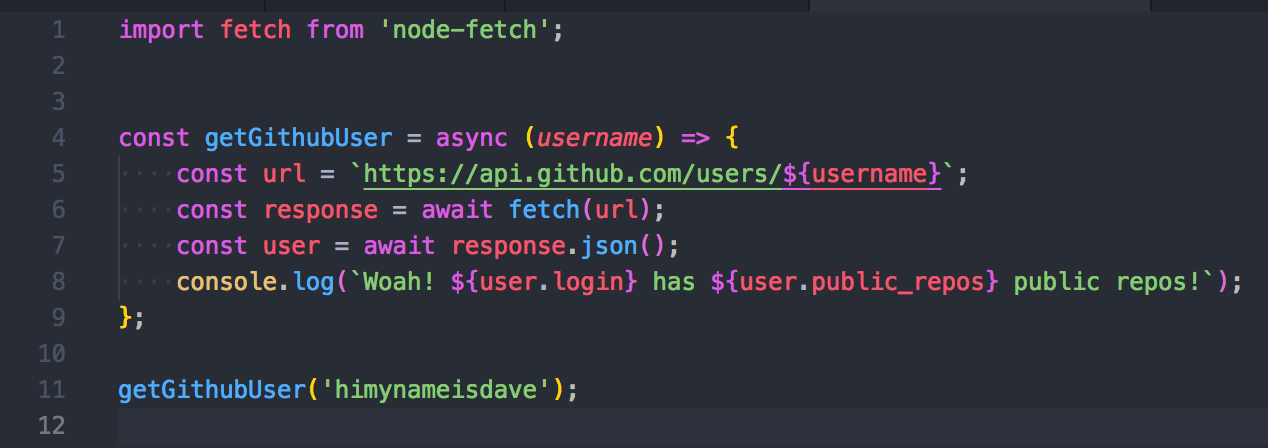 1 import fetch from 'node-fetch';
2
3
4 const getGithubUser = async (username) => {
5     const url = `https://api.github.com/users/${username}`;
6     const response = await fetch(url);
7     const user = await response.json();
8     console.log(`Woah! ${user.login} has ${user.public_repos} public repos!`);
9 };
10
11 getGithubUser('himynameisdave');
12